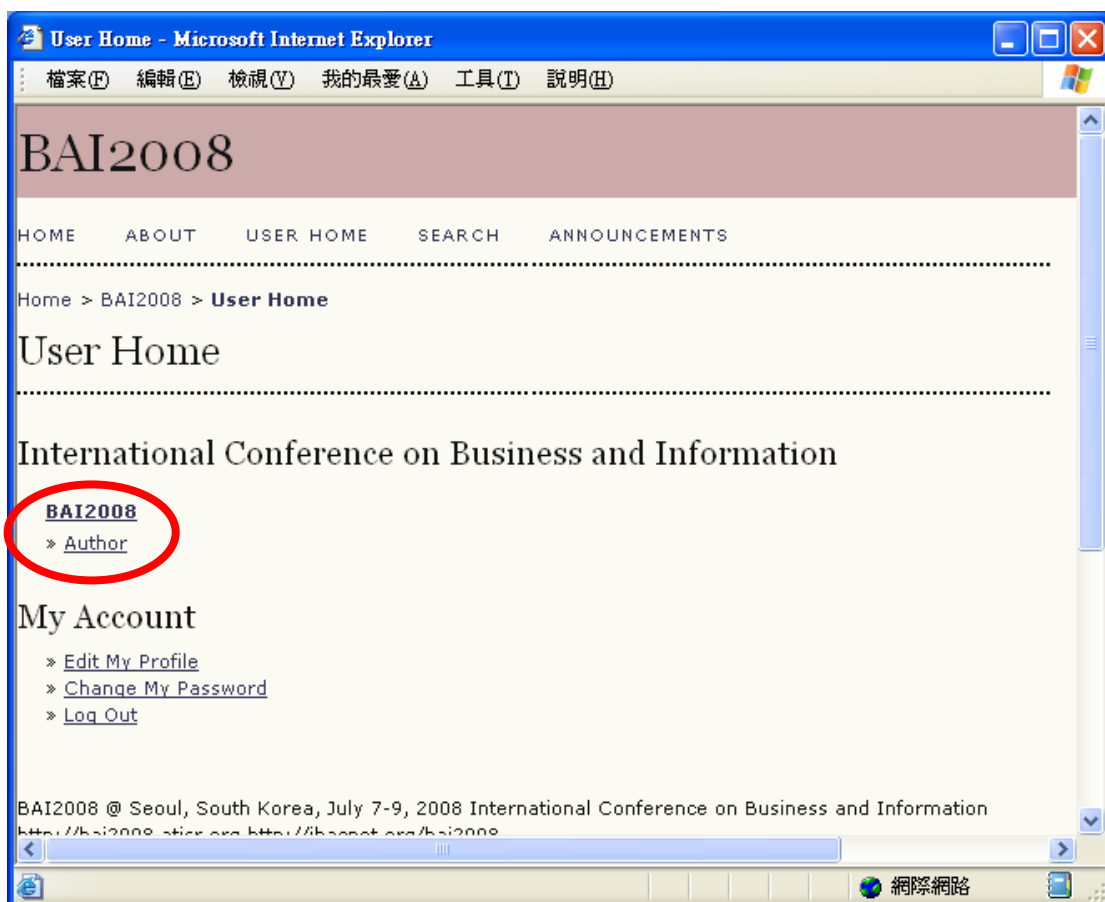 User Home - Microsoft Internet Explorer
檔案(F) 編輯(E) 檢視(V) 我的最愛(A) 工具(T) 說明(H)
BAI2008
HOME ABOUT USER HOME SEARCH ANNOUNCEMENTS
Home > BAI2008 > User Home
User Home
International Conference on Business and Information
BAI2008
» Author
My Account
» Edit My Profile
» Change My Password
» Log Out
BAI2008 @ Seoul, South Korea, July 7-9, 2008 International Conference on Business and Information
網際網路